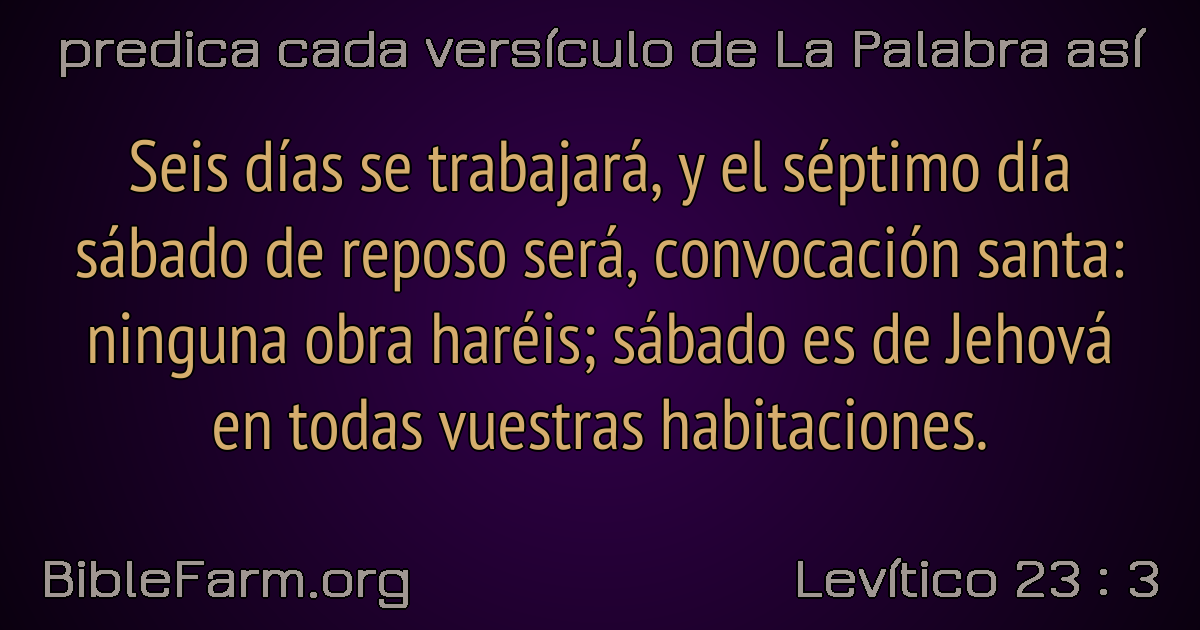 predica cada versículo de La Palabra así
Seis días se trabajará, y el séptimo día
sábado de reposo será, convocación santa:
ninguna obra haréis; sábado es de Jehová
en todas vuestras habitaciones.
BibleFarm.org
Levítico 23 : 3